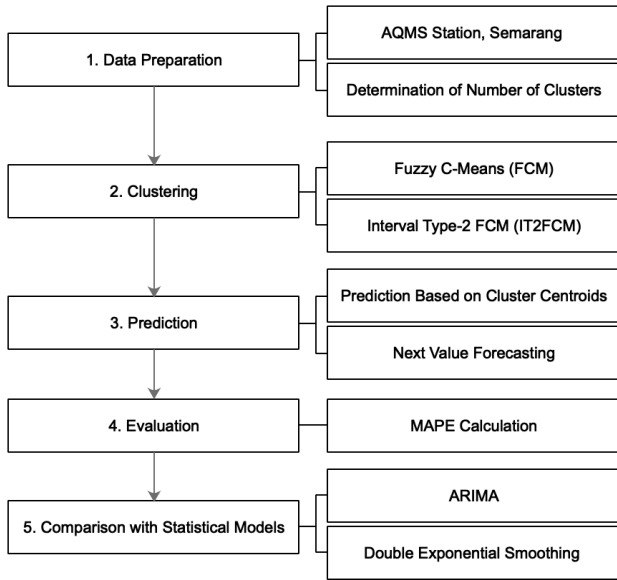 AQMS Station, Semarang
1. Data Preparation
Determination of Number of Clusters
Fuzzy C-Means (FCM)
2. Clustering
Interval Type-2 FCM (IT2FCM)
Prediction Based on Cluster Centroids
3. Prediction
Next Value Forecasting
4. Evaluation
MAPE Calculation
ARIMA
5. Comparison with Statistical Models
Double Exponential Smoothing